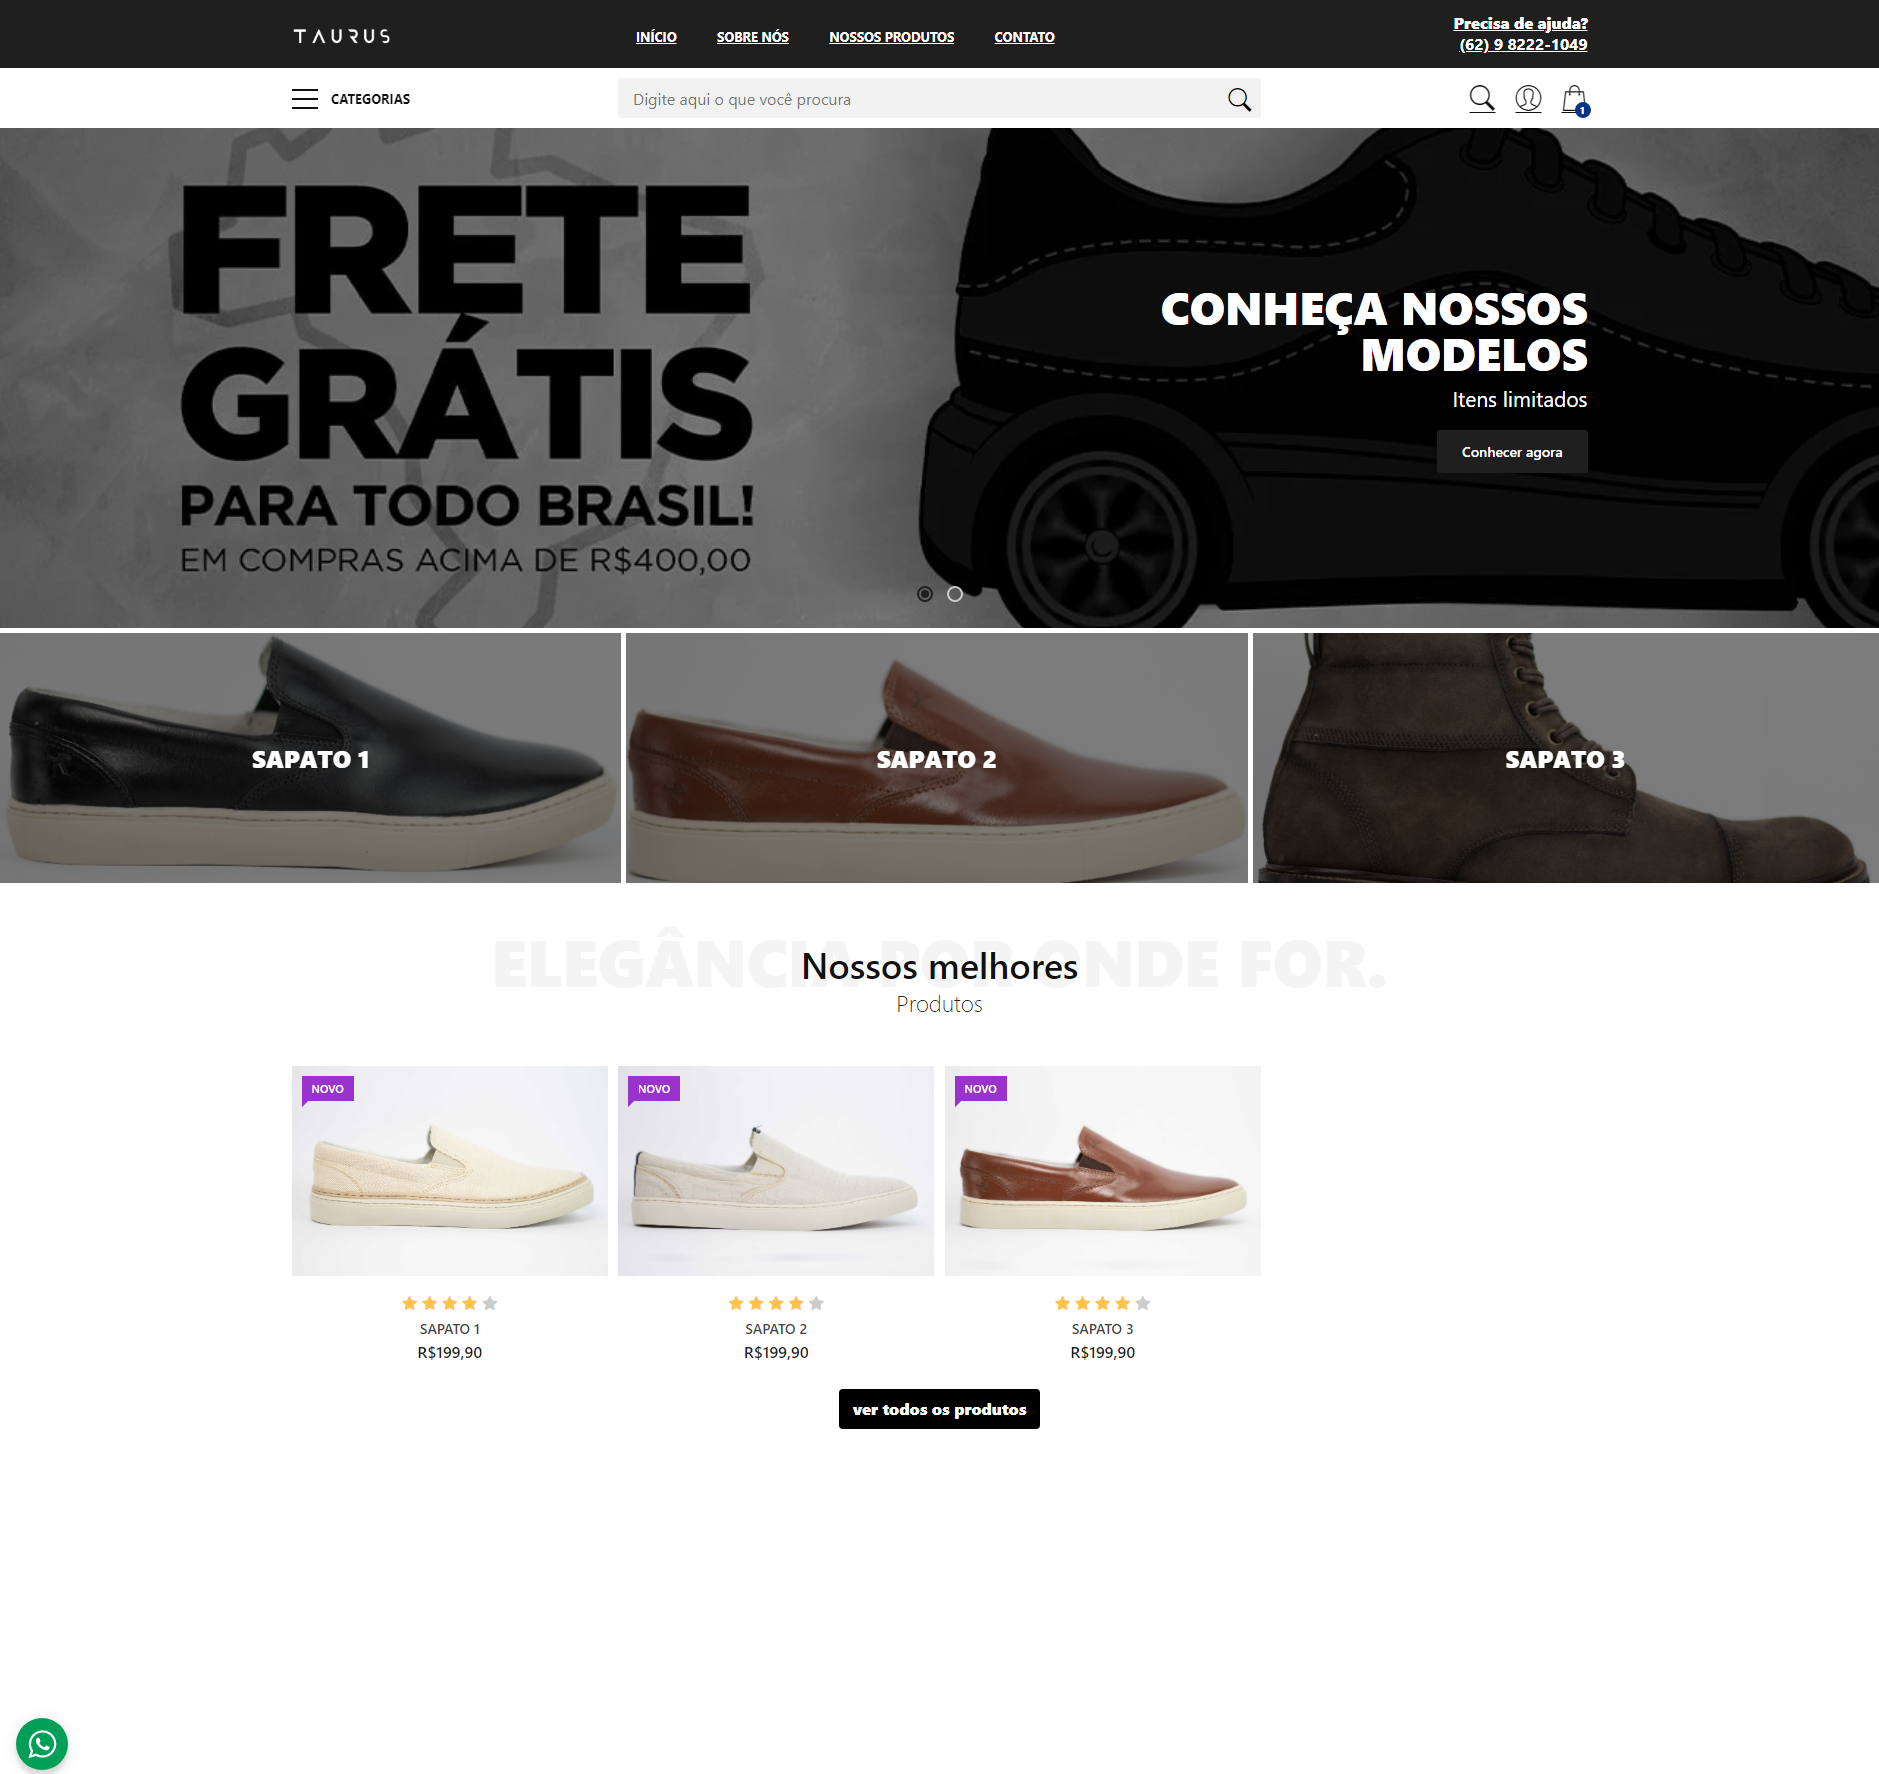 TAURUS
INÍCIO SOBRE NÓS NOSSOS PRODUTOS CONTATO
Precisa de ajuda?
(62) 9 8222-1049
CATEGORIAS
Digite aqui o que você procura
1
FRETE
GRÁTIS
PARA TODO BRASIL!
EM COMPRAS ACIMA DE R$400,00
CONHEÇA NOSSOS
MODELOS
Itens limitados
Conhecer agora
SAPATO 1
SAPATO 2
SAPATO 3
ELEGÂNCIA POR ONDE FOR.
Nossos melhores
Produtos
NOVO
NOVO
NOVO
SAPATO 1
R$199,90
SAPATO 2
R$199,90
SAPATO 3
R$199,90
ver todos os produtos